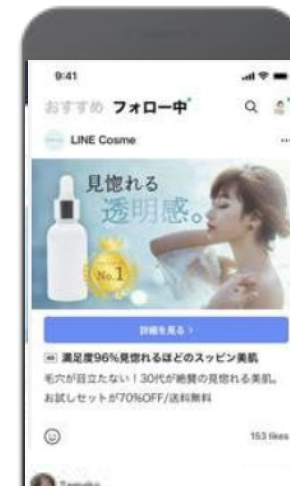 9:41
おすすめ フォロー中
LINE Cosme
見惚れる
透明感。
No.1
詳細を見る >
満足度96%見惚れるほどのスッピン美肌
毛穴が目立たない！30代が絶賛の見惚れる美肌。
お試しセットが70%OFF/送料無料
153 likes